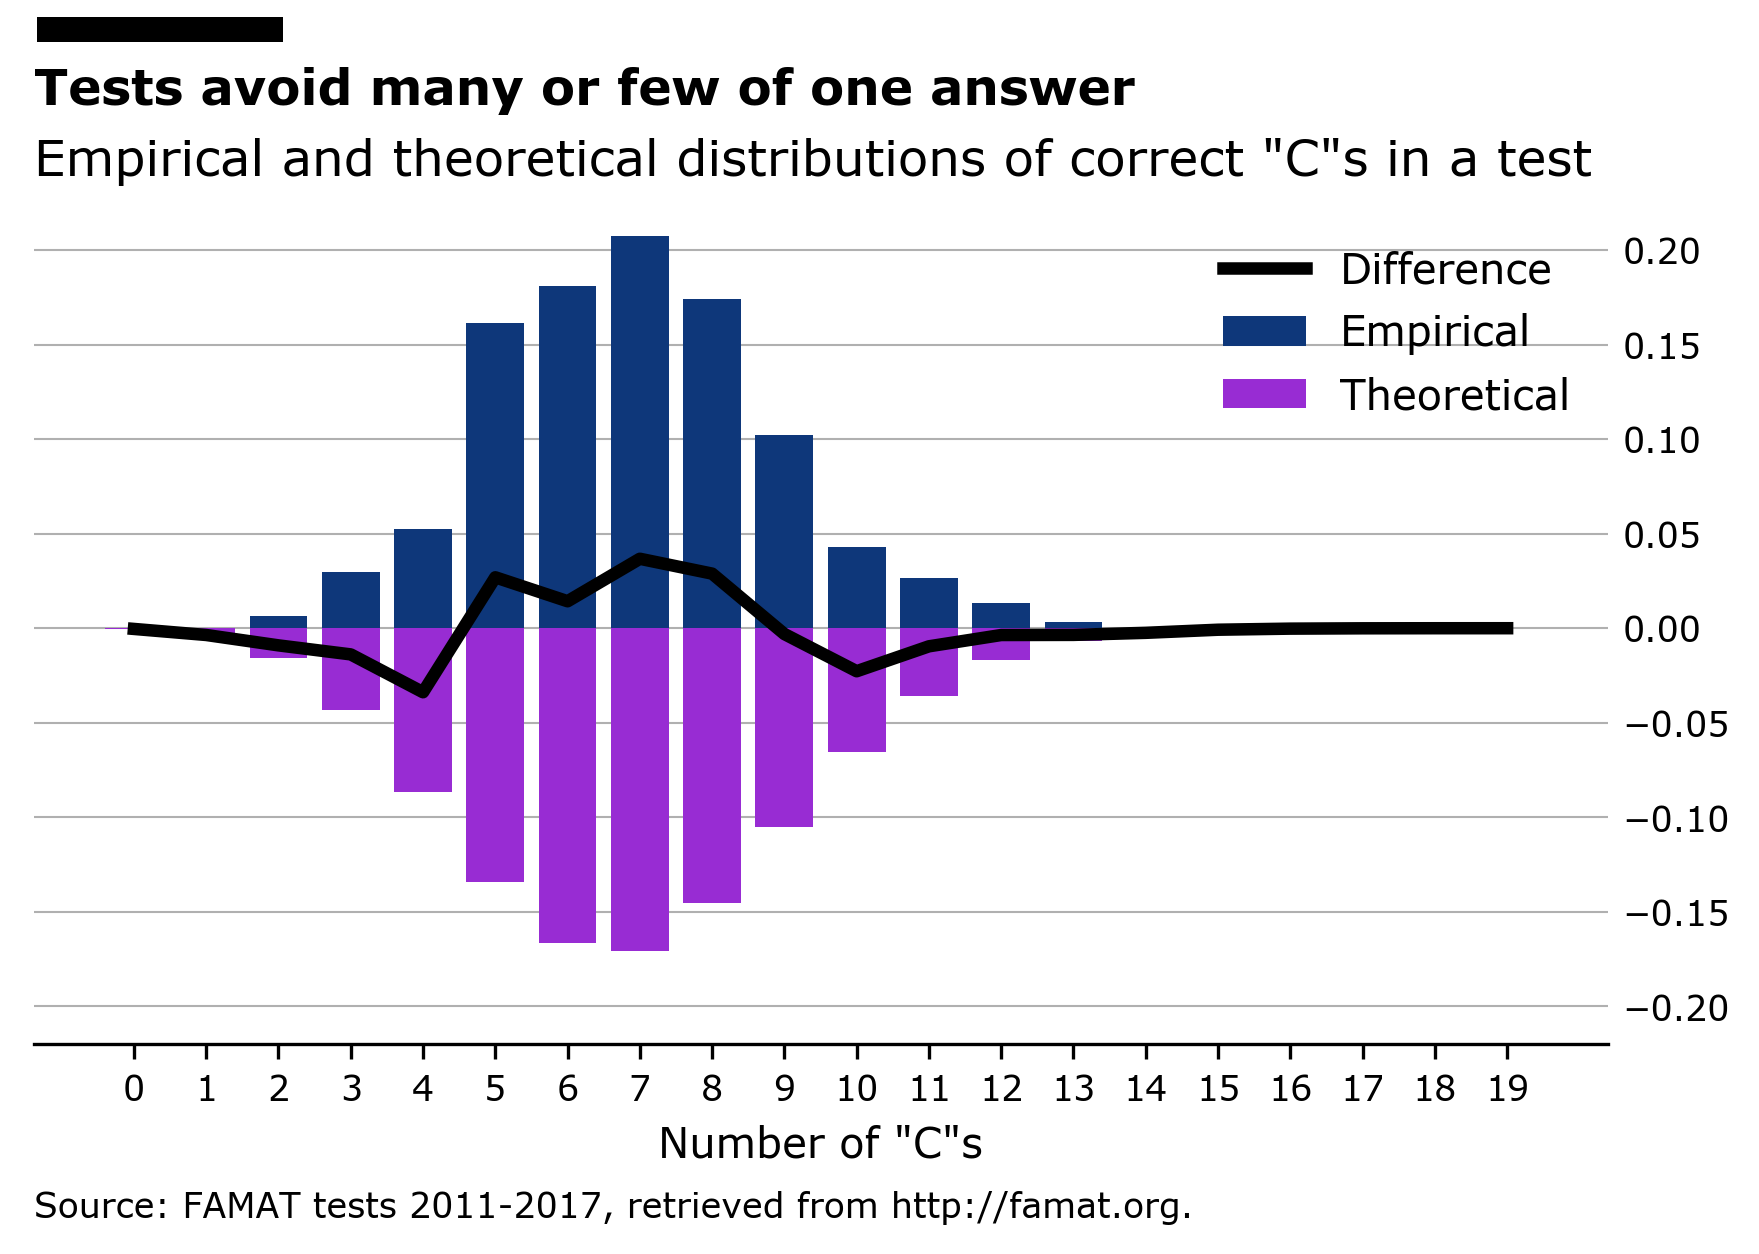 Tests avoid many or few of one answer
Empirical and theoretical distributions of correct "C"s in a test
Difference
Empirical
Theoretical
0.20
0.15
0.10
0.05
0.00
−0.05
−0.10
−0.15
−0.20
0 1 2 3 4 5 6 7 8 9 10 11 12 13 14 15 16 17 18 19
Number of "C"s
Source: FAMAT tests 2011-2017, retrieved from http://famat.org.